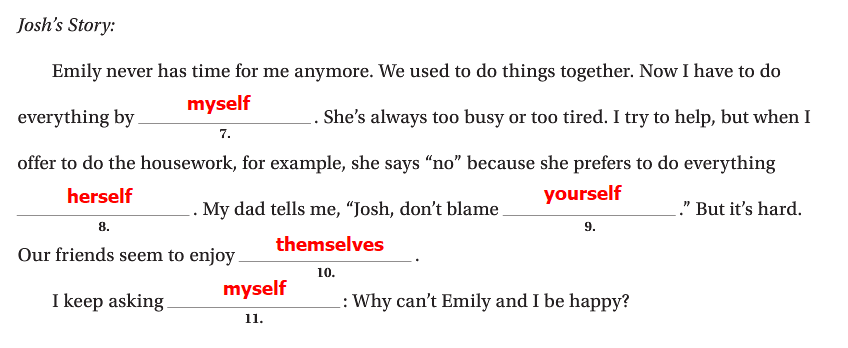 Josh’s Story:
Emily never has time for me anymore. We used to do things together. Now I have to do
everything by myself. She’s always too busy or too tired. I try to help, but when I
7.
offer to do the housework, for example, she says “no” because she prefers to do everything
herself. My dad tells me, “Josh, don’t blame yourself.” But it’s hard.
8. 9.
Our friends seem to enjoy themselves.
10.
I keep asking myself: Why can’t Emily and I be happy?
11.